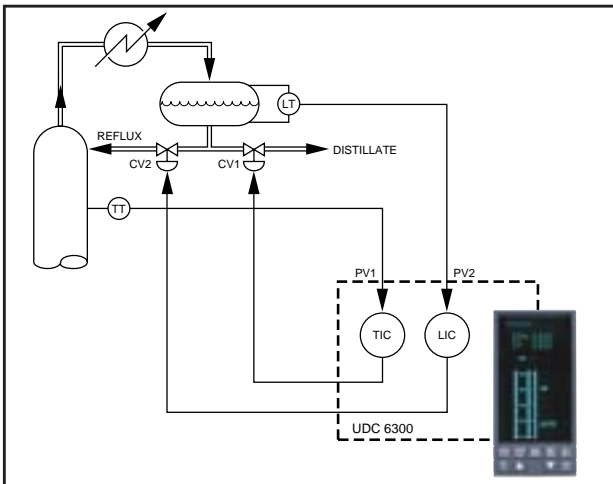 LT
REFLUX
DISTILLATE
CV2
CV1
TT
PV1
PV2
TIC
LIC
UDC 6300